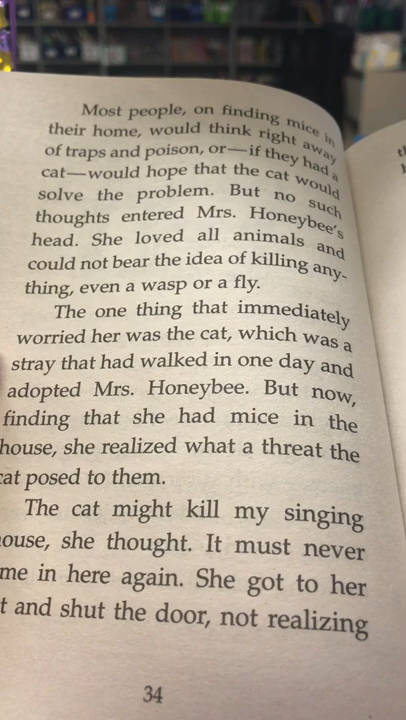 Most people, on finding mice in
their home, would think right away
of traps and poison, or—if they had a
cat—would hope that the cat would
solve the problem. But no such
thoughts entered Mrs. Honeybee's
head. She loved all animals and
could not bear the idea of killing any-
thing, even a wasp or a fly.
The one thing that immediately
worried her was the cat, which was a
stray that had walked in one day and
adopted Mrs. Honeybee. But now,
finding that she had mice in the
house, she realized what a threat the
cat posed to them.
The cat might kill my singing
ouse, she thought. It must never
me in here again. She got to her
t and shut the door, not realizing
34